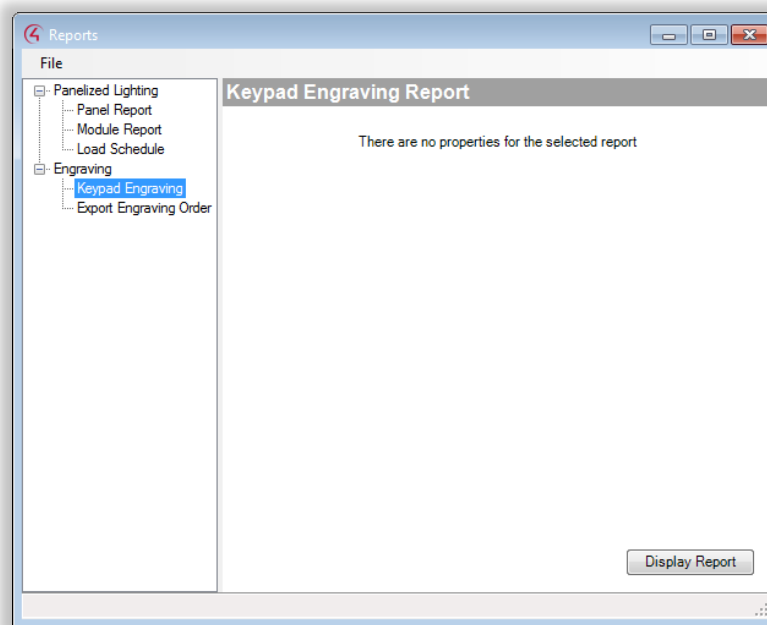 Reports
File
Panelized Lighting
Panel Report
Module Report
Load Schedule
Engraving
Keypad Engraving
Export Engraving Order
Keypad Engraving Report
There are no properties for the selected report
Display Report